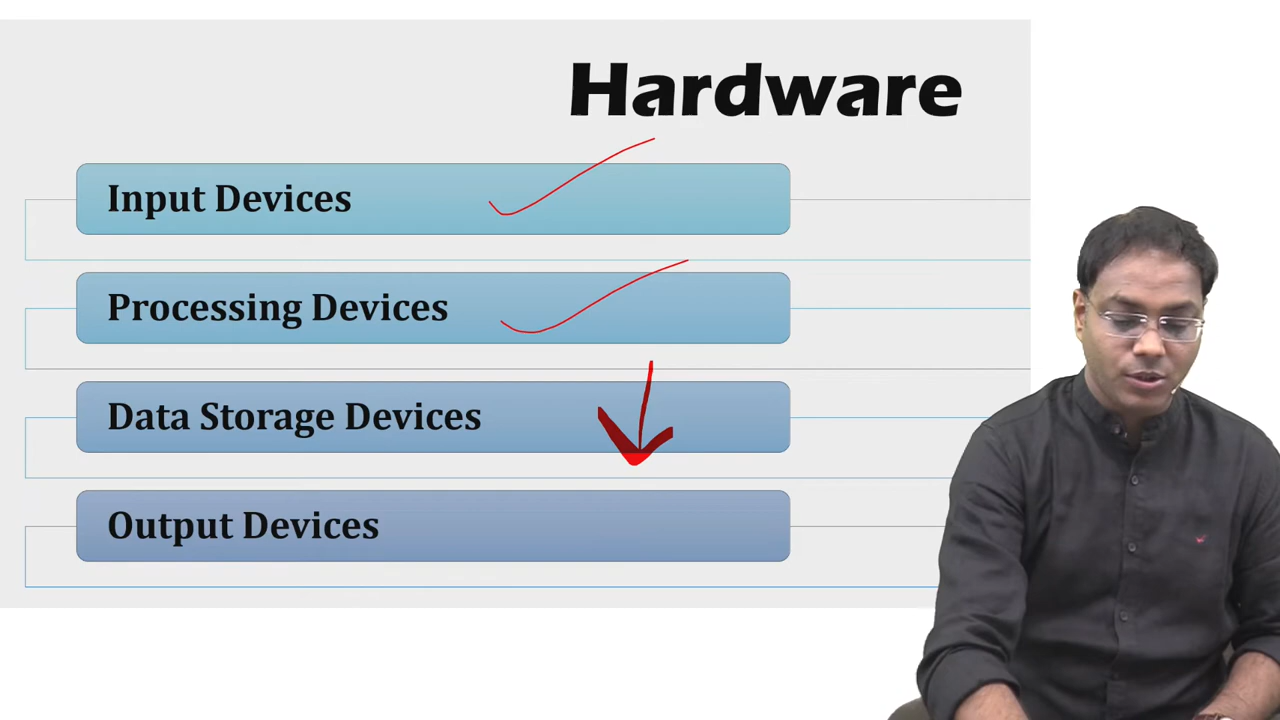 Hardware
Input Devices
Processing Devices
Data Storage Devices
Output Devices